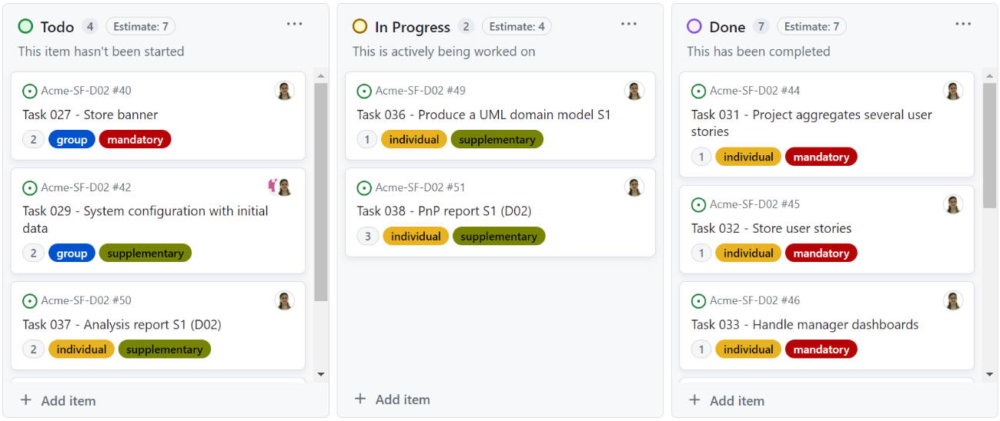 Todo 4 Estimate: 7
This item hasn't been started
Acme-SF-D02 #40
Task 027 - Store banner
2 group mandatory
Acme-SF-D02 #42
Task 029 - System configuration with initial
data
2 group supplementary
Acme-SF-D02 #50
Task 037 - Analysis report S1 (D02)
2 individual supplementary
+ Add item
In Progress 2 Estimate: 4
This is actively being worked on
Acme-SF-D02 #49
Task 036 - Produce a UML domain model S1
1 individual supplementary
Acme-SF-D02 #51
Task 038 - PnP report S1 (D02)
3 individual supplementary
+ Add item
Done 7 Estimate: 7
This has been completed
Acme-SF-D02 #44
Task 031 - Project aggregates several user
stories
1 individual mandatory
Acme-SF-D02 #45
Task 032 - Store user stories
1 individual mandatory
Acme-SF-D02 #46
Task 033 - Handle manager dashboards
1 individual mandatory
+ Add item